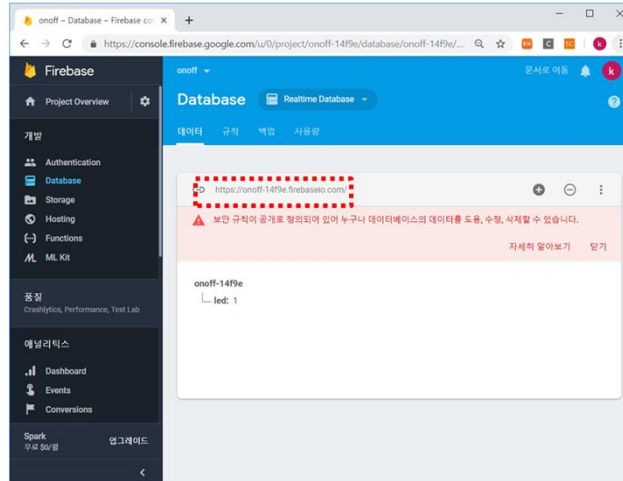 onoff – Database – Firebase co
https://console.firebase.google.com/u/0/project/onoff-14f9e/database/onoff-14f9e/...
Firebase
onoff
문서로 이동
k
Project Overview
Database
Realtime Database
개발
데이터 규칙 백업 사용량
Authentication
Database
Storage
Hosting
Functions
ML Kit
https://onoff-14f9e.firebaseio.com/
보안 규칙이 공개로 정의되어 있어 누구나 데이터베이스의 데이터를 도용, 수정, 삭제할 수 있습니다.
자세히 알아보기 닫기
onoff-14f9e
led: 1
품질
Crashlytics, Performance, Test Lab
애널리틱스
Dashboard
Events
Conversions
Spark
무료 $0/월
업그레이드